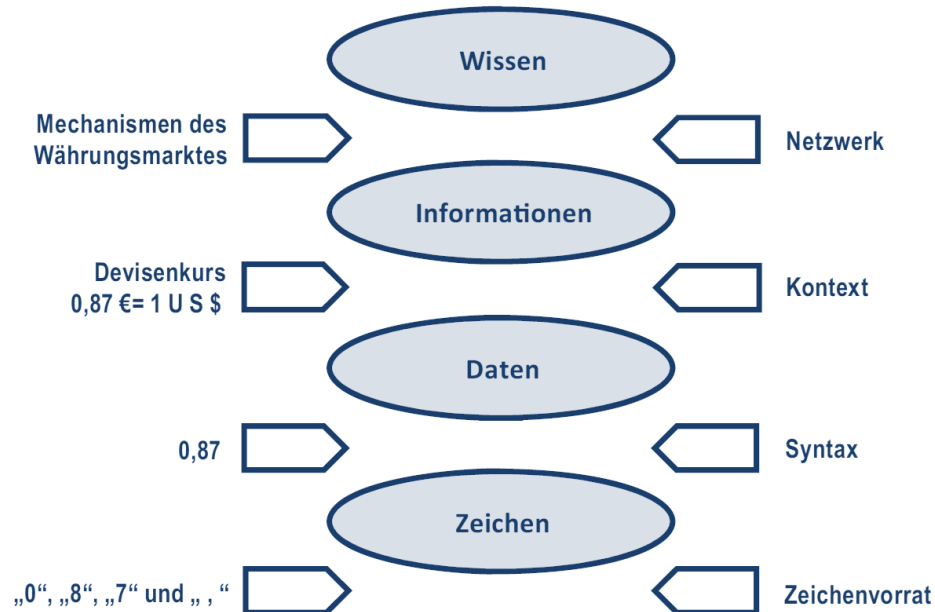 Wissen
Mechanismen des
Währungsmarktes
Netzwerk
Informationen
Devisenkurs
0,87 €= 1 U S $
Kontext
Daten
0,87
Syntax
Zeichen
„0“, „8“, „7“ und „ , “
Zeichenvorrat